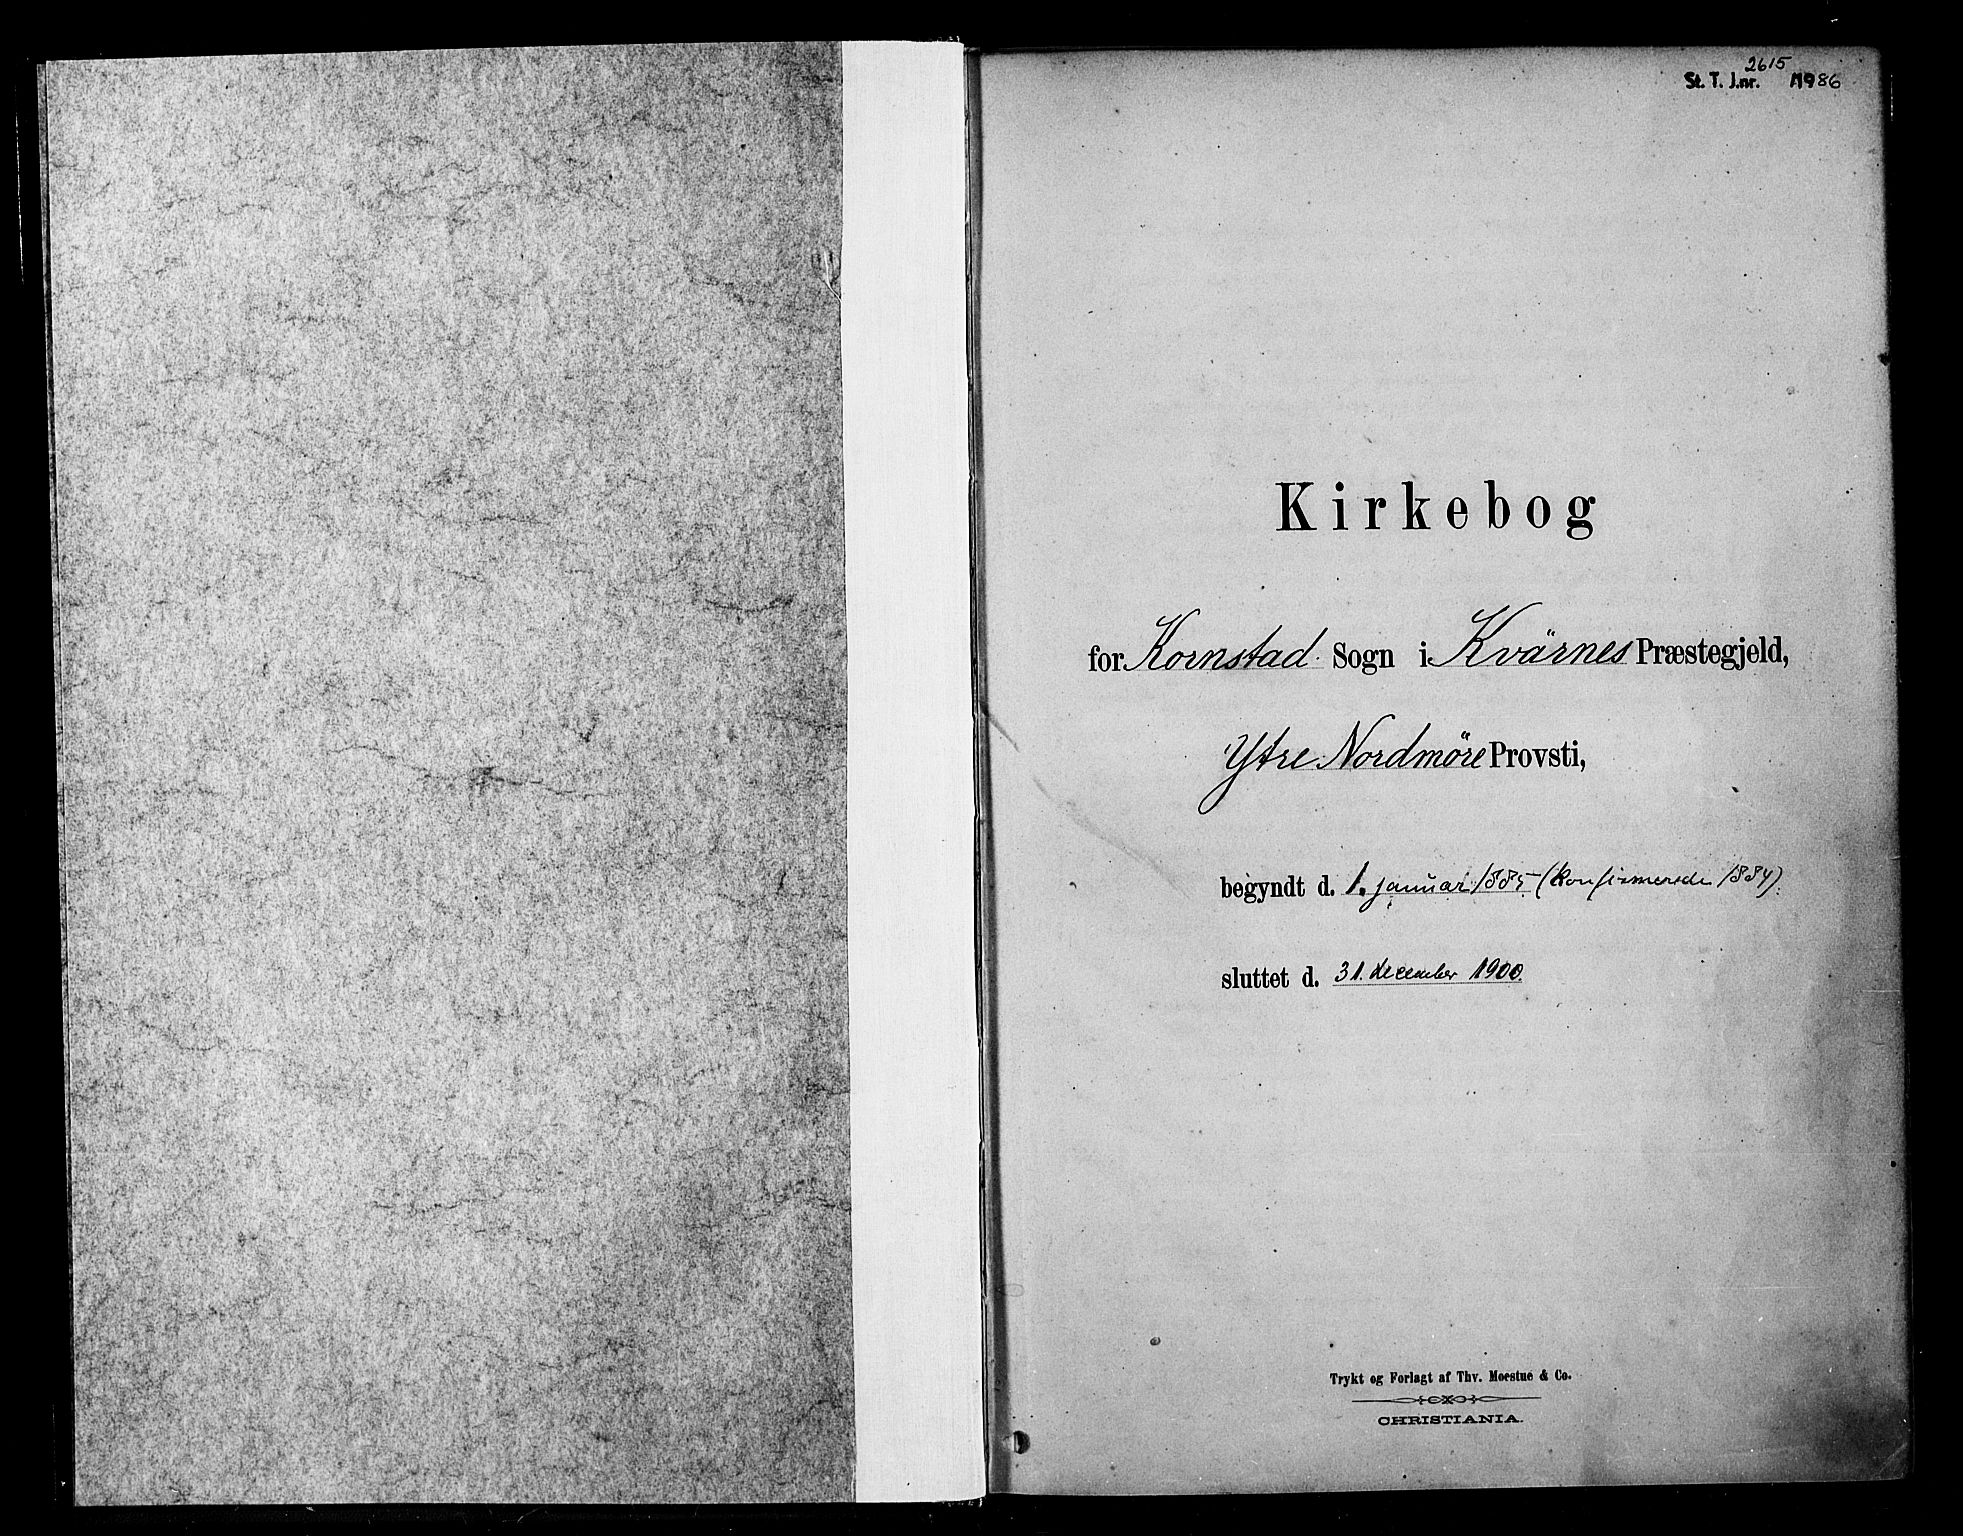 2615
St. T. J.nr. 1986
Kirkebog
for Kornstad Sogn i Kvärnes Præstegjeld,
Ytre Nordmöre Provsti,
begyndt d. 1. januar 1885 (konfirmerede 1884).
sluttet d. 31. december 1900.
Trykt og Forlagt af Thv. Moestue & Co.
CHRISTIANIA.